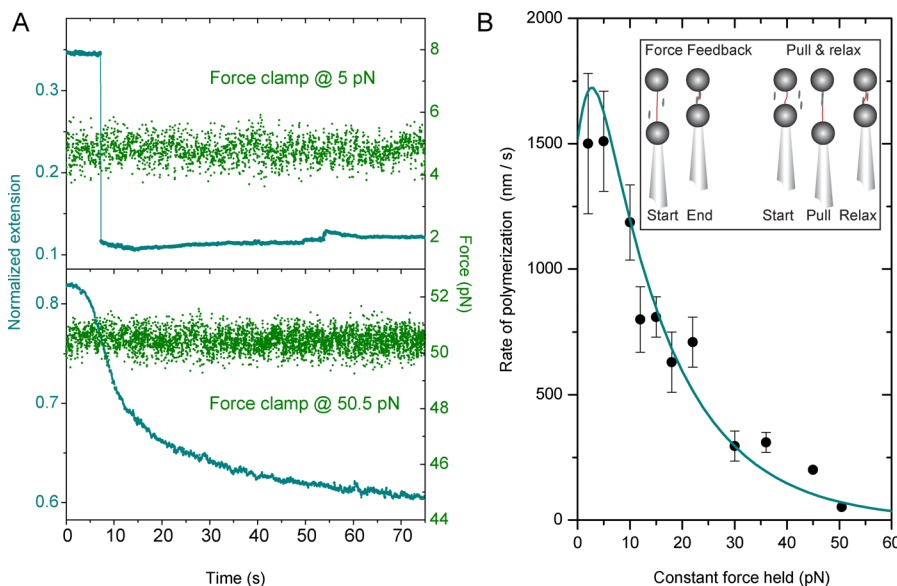 A
Normalized extension
0.3
0.2
0.1
Force clamp @ 5 pN
8
6
4
2
Force (pN)
0.8
0.7
0.6
Force clamp @ 50.5 pN
52
50
48
46
44
0 10 20 30 40 50 60 70
Time (s)
B
Rate of polymerization (nm / s)
2000
1500
1000
500
0
Force Feedback
Pull & relax
Start End
Start Pull Relax
0 10 20 30 40 50 60
Constant force held (pN)